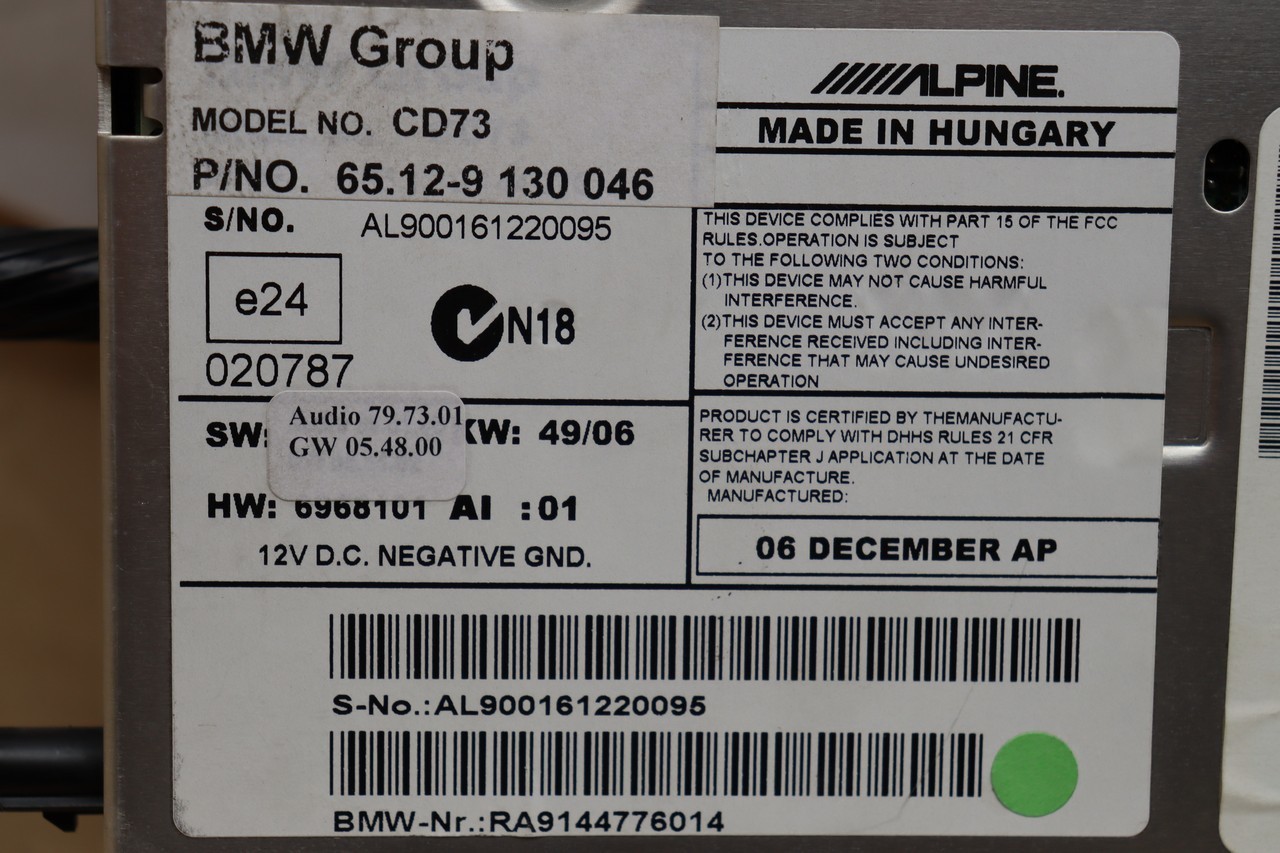 BMW Group
MODEL NO. CD73
P/NO. 65.12-9 130 046
ALPINE.
MADE IN HUNGARY
S/NO. AL900161220095
e24
N18
020787
THIS DEVICE COMPLIES WITH PART 15 OF THE FCC
RULES.OPERATION IS SUBJECT
TO THE FOLLOWING TWO CONDITIONS:
(1)THIS DEVICE MAY NOT CAUSE HARMFUL
INTERFERENCE.
(2)THIS DEVICE MUST ACCEPT ANY INTER-
FERENCE RECEIVED INCLUDING INTER-
FERENCE THAT MAY CAUSE UNDESIRED
OPERATION
Audio 79.73.01
GW 05.48.00
SW: KW: 49/06
HW: 6968101 AI :01
12V D.C. NEGATIVE GND.
PRODUCT IS CERTIFIED BY THEMANUFACTU-
RER TO COMPLY WITH DHHS RULES 21 CFR
SUBCHAPTER J APPLICATION AT THE DATE
OF MANUFACTURE.
MANUFACTURED:
06 DECEMBER AP
S-No.:AL900161220095
BMW-Nr.:RA9144776014